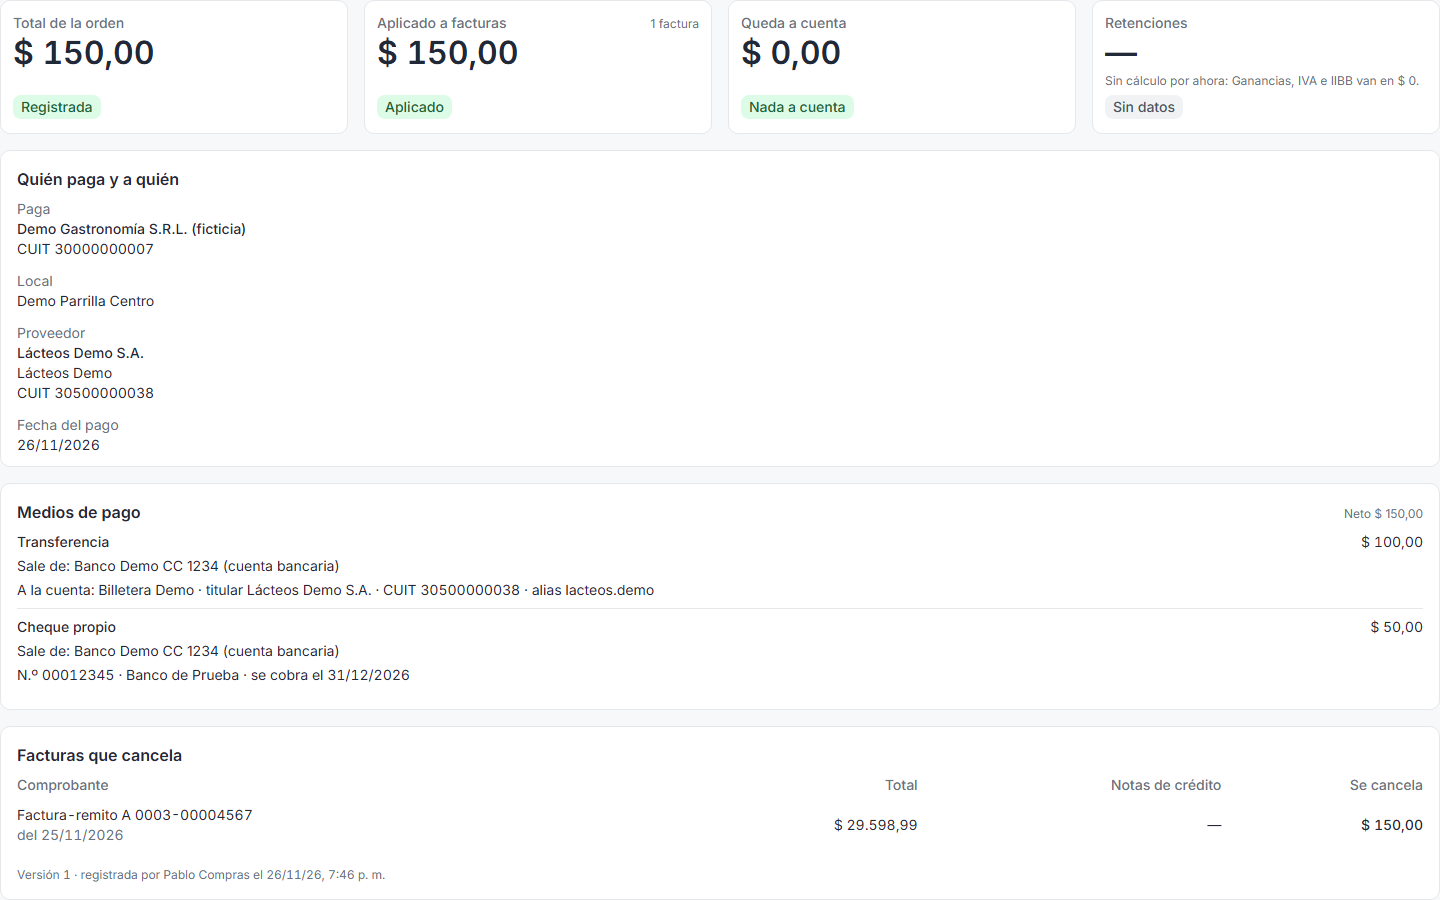 Total de la orden
$ 150,00
Registrada
Aplicado a facturas
1 factura
$ 150,00
Aplicado
Queda a cuenta
$ 0,00
Nada a cuenta
Retenciones
—
Sin cálculo por ahora: Ganancias, IVA e IIBB van en $ 0.
Sin datos
Quién paga y a quién
Paga
Demo Gastronomía S.R.L. (ficticia)
CUIT 30000000007
Local
Demo Parrilla Centro
Proveedor
Lácteos Demo S.A.
Lácteos Demo
CUIT 30500000038
Fecha del pago
26/11/2026
Medios de pago
Neto $ 150,00
Transferencia
$ 100,00
Sale de: Banco Demo CC 1234 (cuenta bancaria)
A la cuenta: Billetera Demo · titular Lácteos Demo S.A. · CUIT 30500000038 · alias lacteos.demo
Cheque propio
$ 50,00
Sale de: Banco Demo CC 1234 (cuenta bancaria)
N.º 00012345 · Banco de Prueba · se cobra el 31/12/2026
Facturas que cancela
Comprobante Total Notas de crédito Se cancela
Factura-remito A 0003-00004567
del 25/11/2026
$ 29.598,99 — $ 150,00
Versión 1 · registrada por Pablo Compras el 26/11/26, 7:46 p. m.